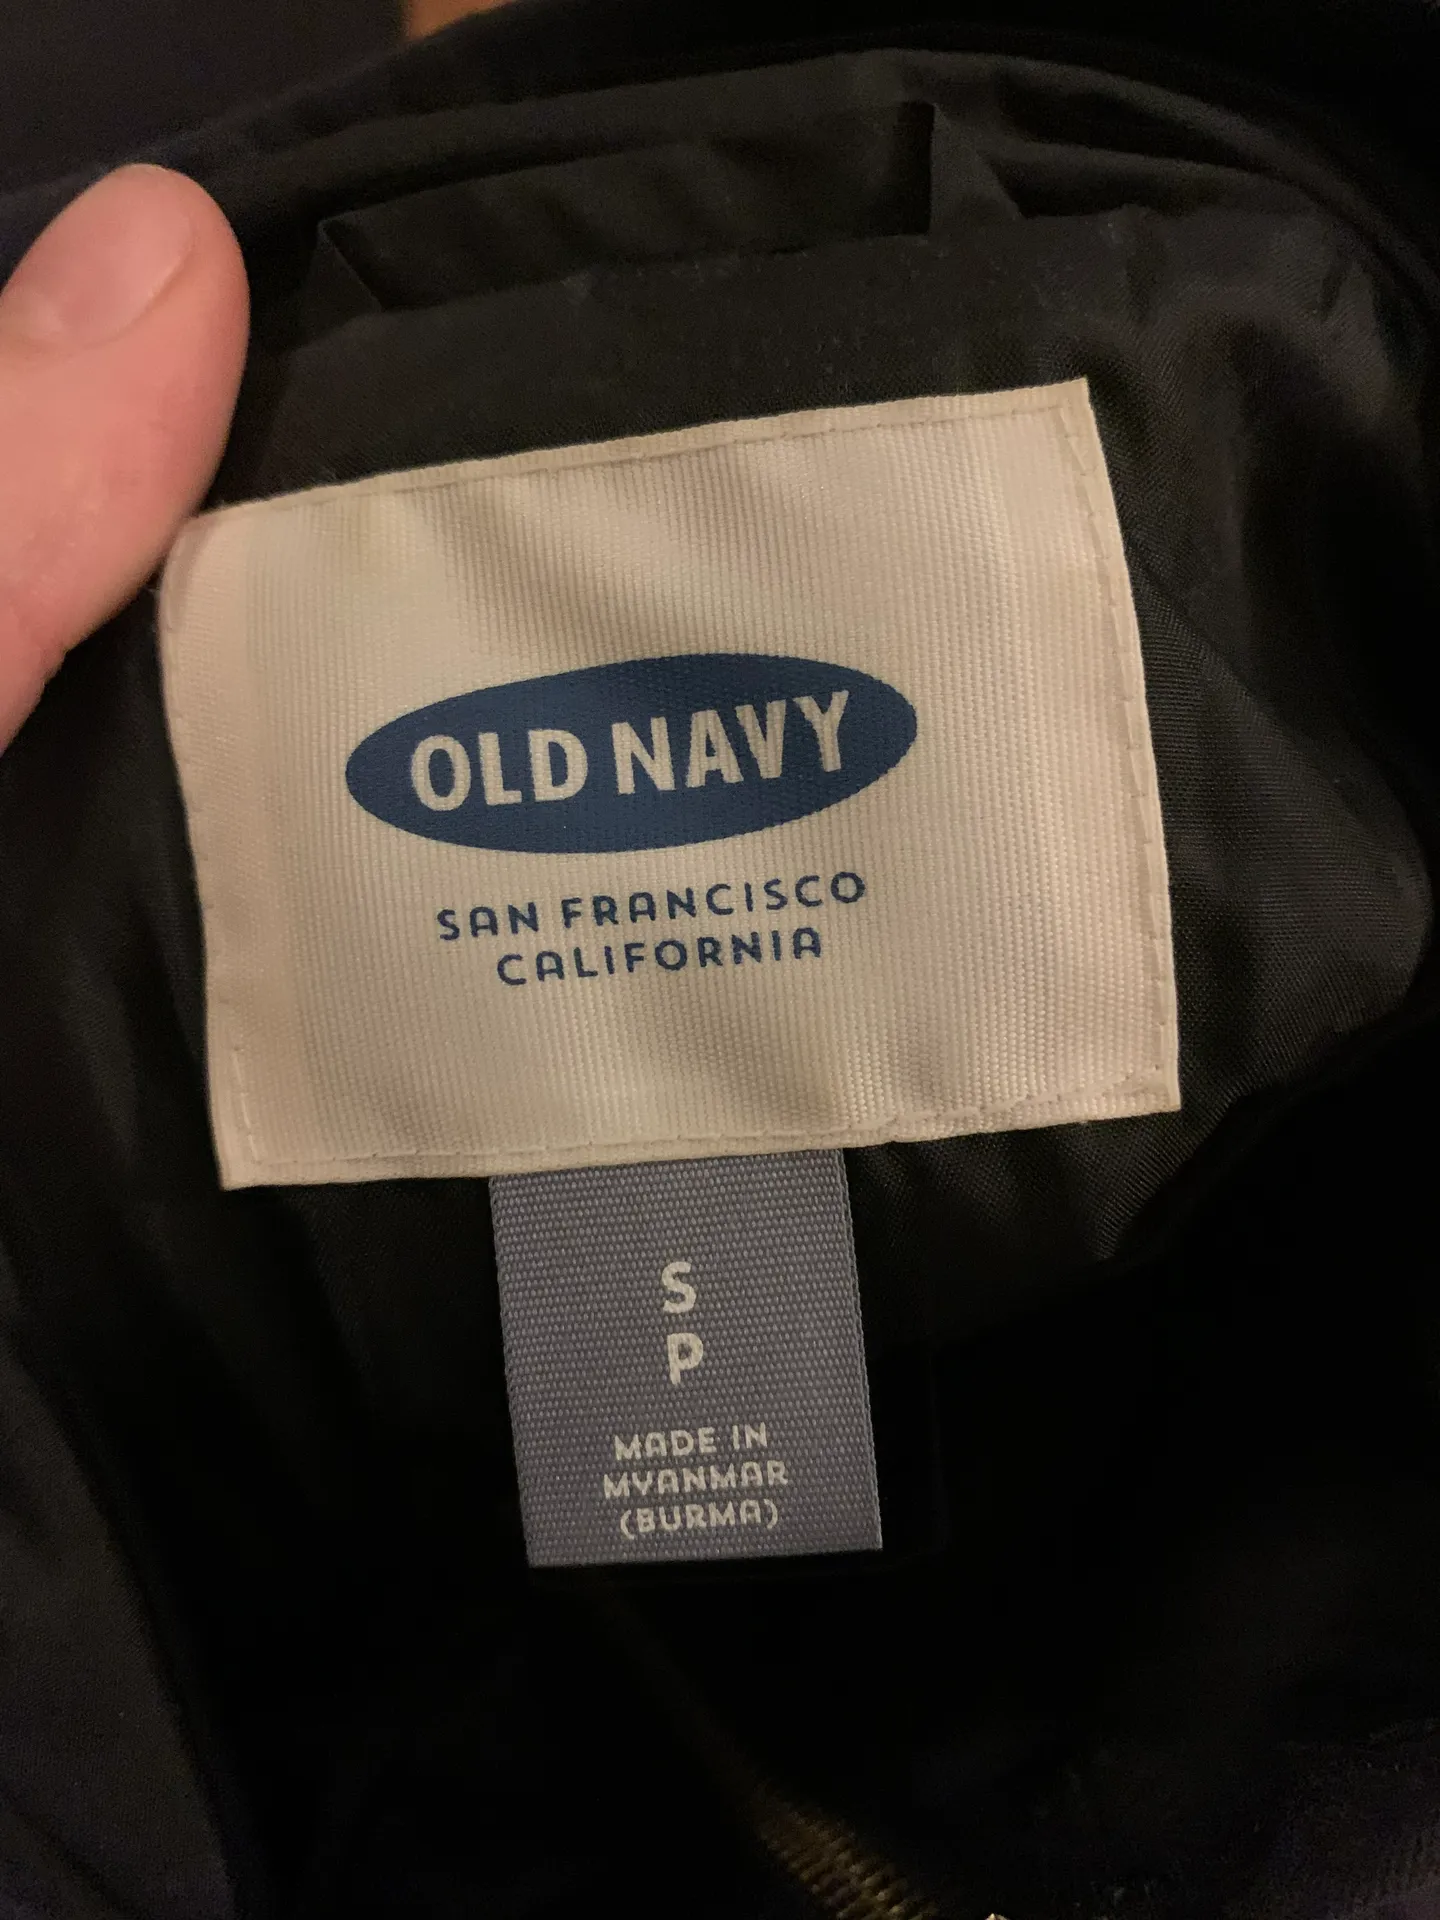 OLD NAVY
SAN FRANCISCO
CALIFORNIA
S
P
MADE IN
MYANMAR
(BURMA)